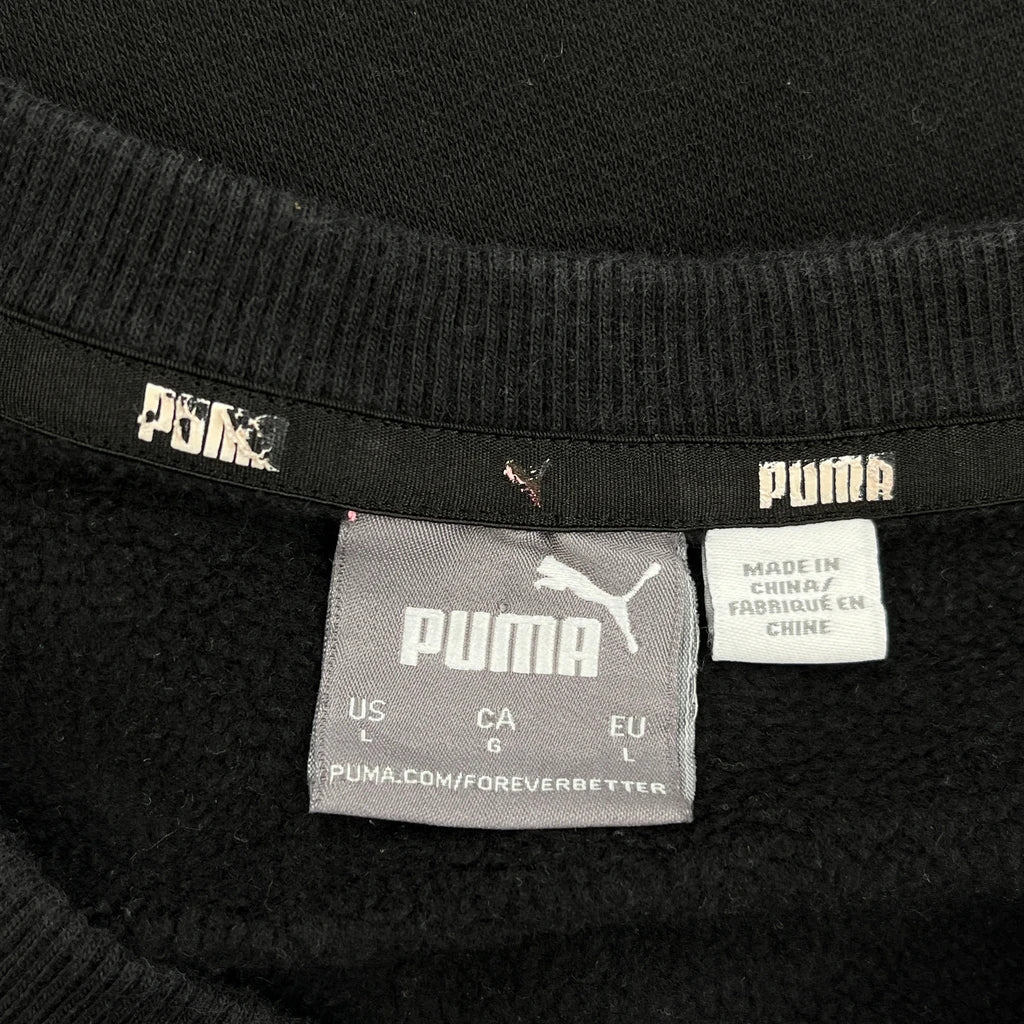 PUMA
PUMA
PUMA
US CA EU
L G L
PUMA.COM/FOREVERBETTER
MADE IN
CHINA/
FABRIQUÉ EN
CHINE